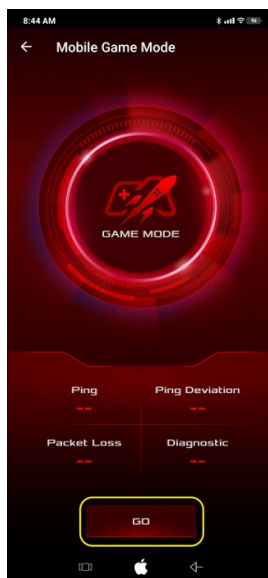 8:44 AM
Mobile Game Mode
GAME MODE
Ping
--
Ping Deviation
--
Packet Loss
--
Diagnostic
--
GO